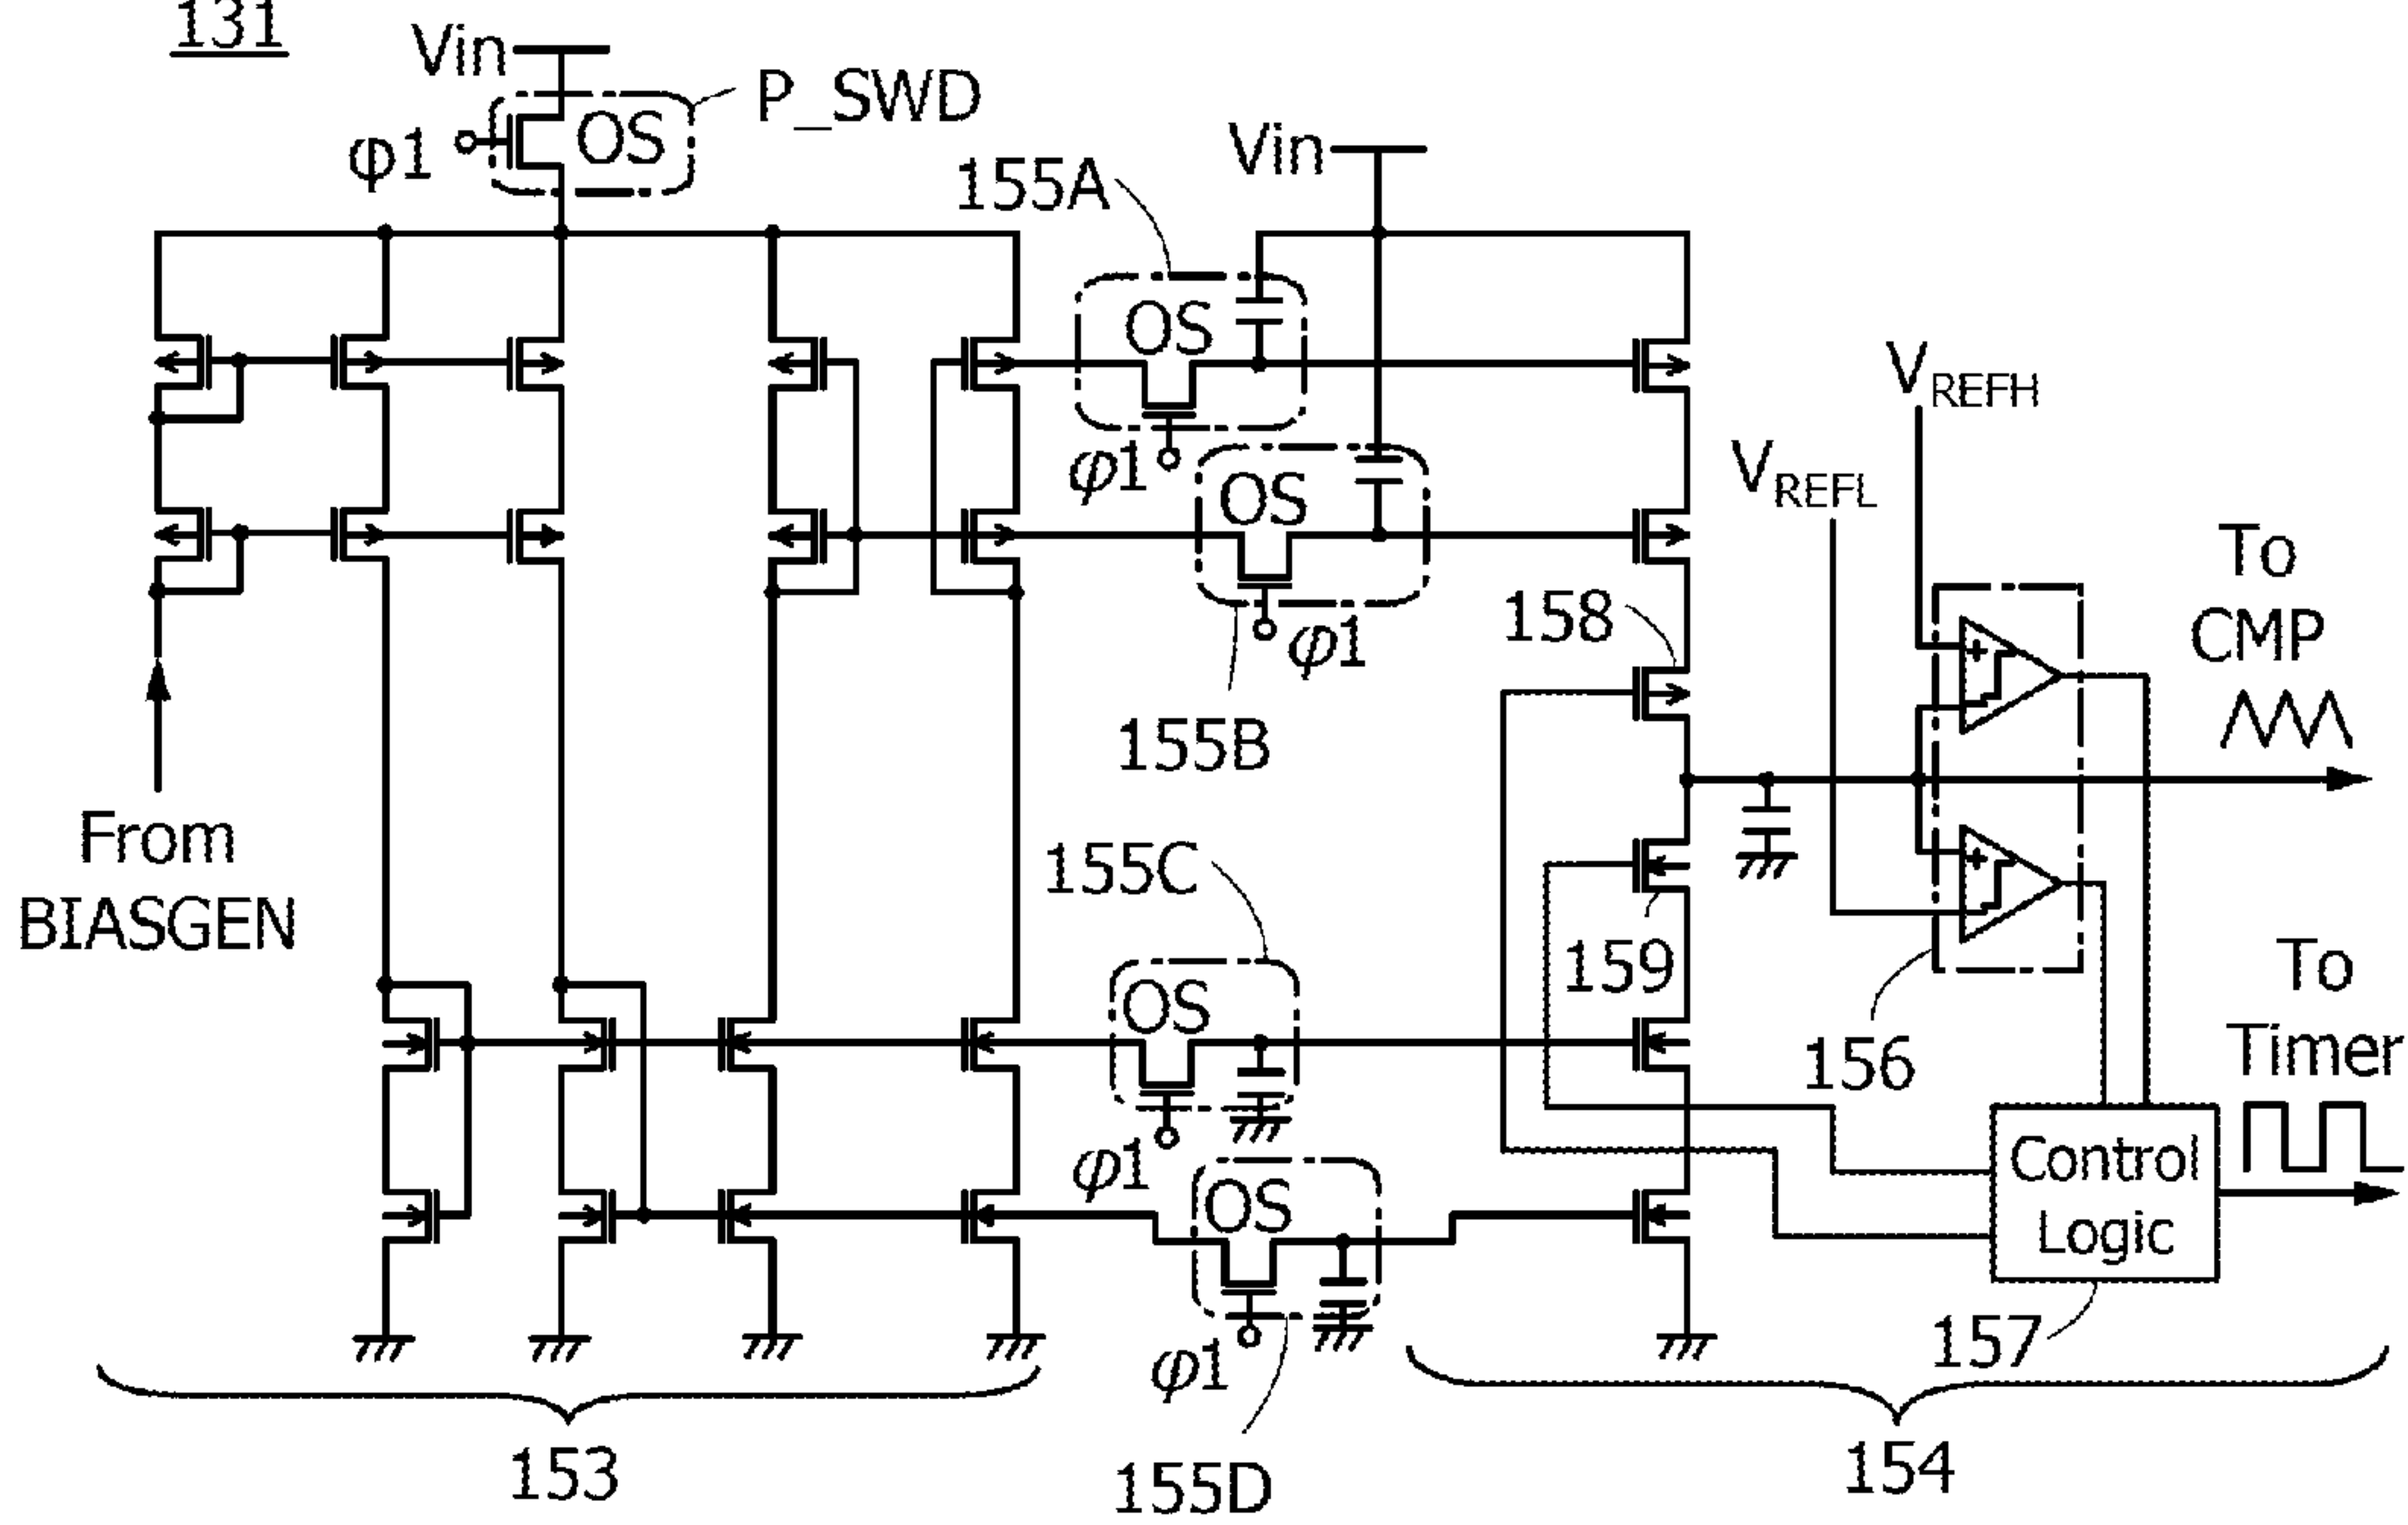 131
Vin
P_SWD
OS
φ1
Vin
155A
OS
φ1
OS
φ1
155B
VREFH
VREFL
158
To
CMP
From
BIASGEN
155C
159
OS
φ1
156
To
Timer
OS
φ1
Control
Logic
157
155D
153
154
+
+